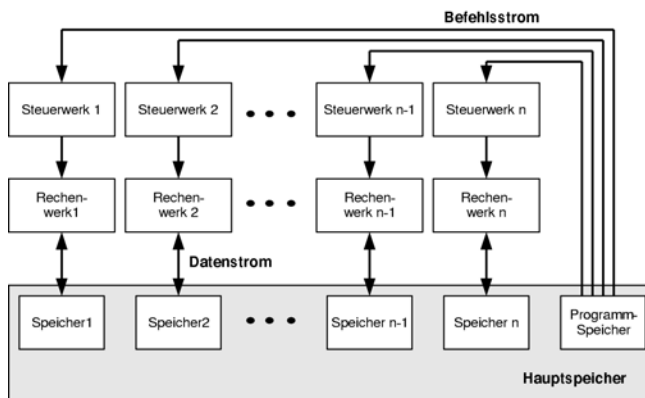 Befehlsstrom
Steuerwerk 1
Steuerwerk 2
Steuerwerk n-1
Steuerwerk n
Rechen-
werk1
Rechen-
werk 2
Rechen-
werk n-1
Rechen-
werk n
Datenstrom
Speicher1
Speicher2
Speicher n-1
Speicher n
Programm-
Speicher
Hauptspeicher